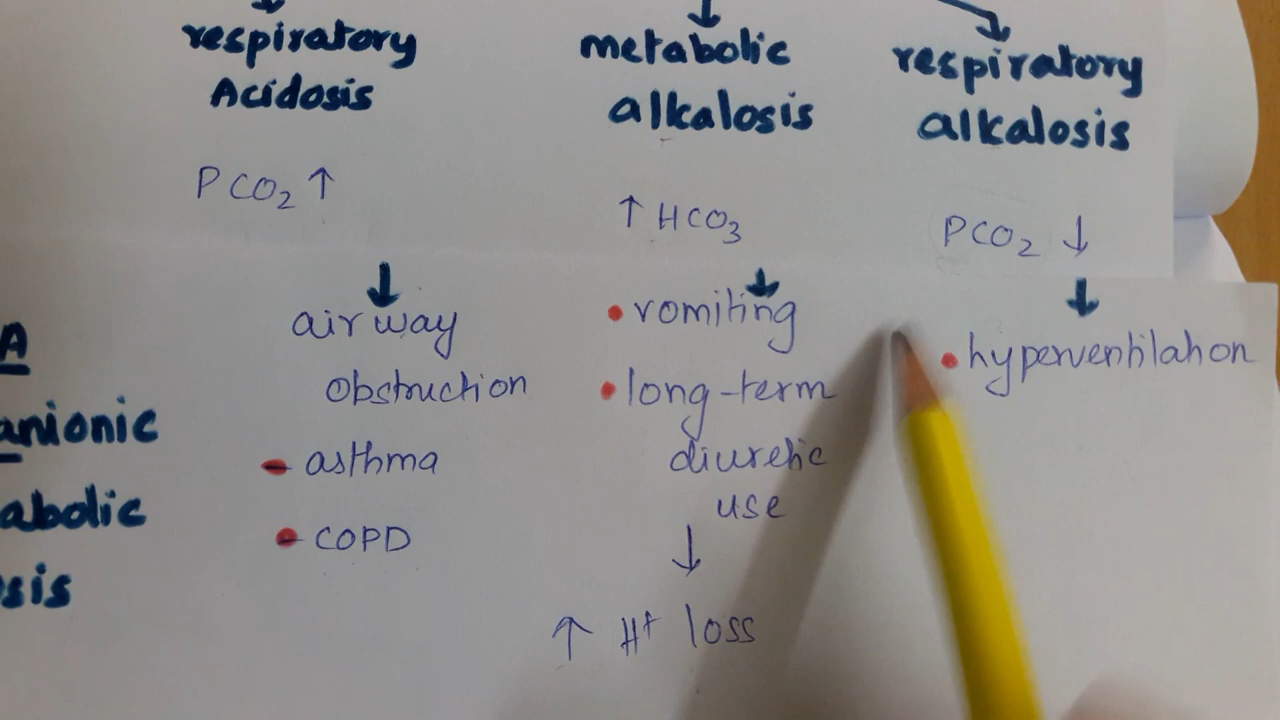 respiratory
Acidosis
PCO₂ ↑
↓
airway
obstruction
asthma
COPD
metabolic
alkalosis
↑ HCO₃
↓
• vomiting
• long-term
diuretic
use
↓
↑ H⁺ loss
respiratory
alkalosis
PCO₂ ↓
↓
• hyperventilation
A
anionic
abolic
sis